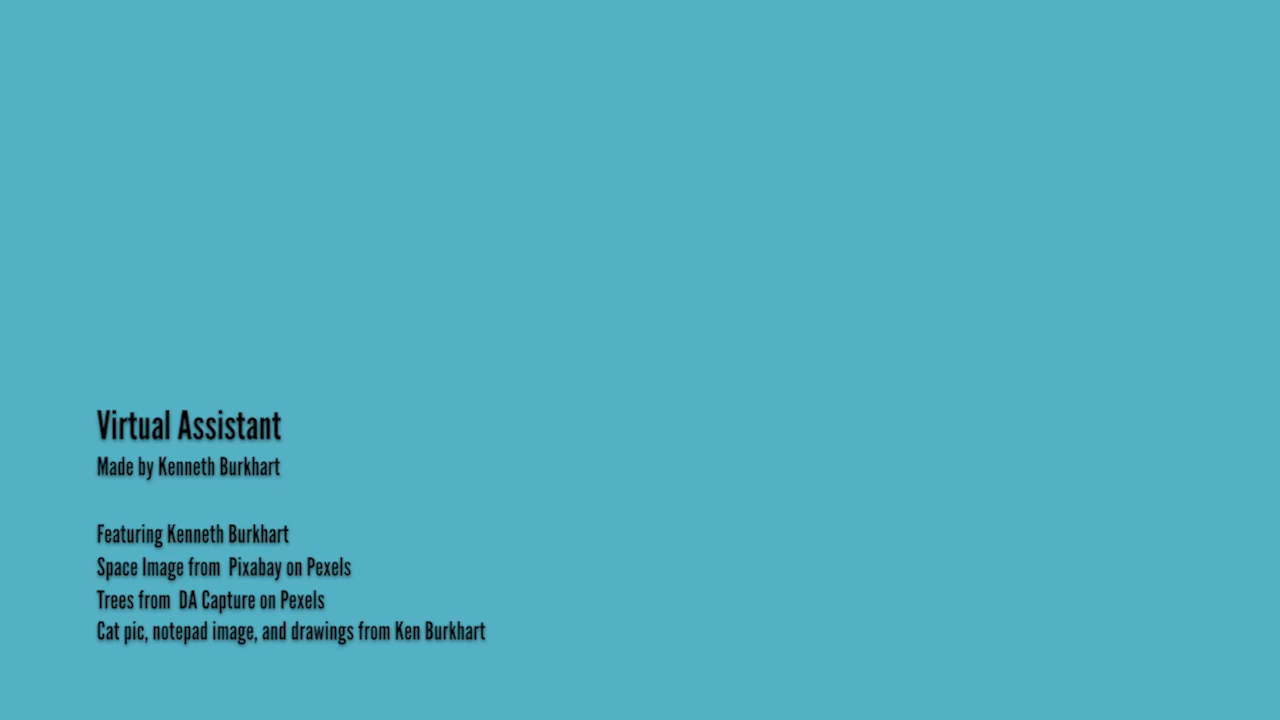 Virtual Assistant
Made by Kenneth Burkhart
Featuring Kenneth Burkhart
Space Image from  Pixabay on Pexels
Trees from  DA Capture on Pexels
Cat pic, notepad image, and drawings from Ken Burkhart